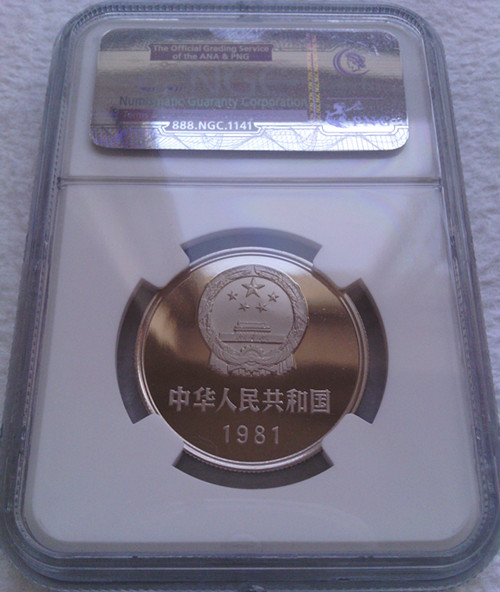 The Official Grading Service
of the ANA & PNG
NGC
Numismatic Guaranty Corporation
888.NGC.1141
中华人民共和国
1981